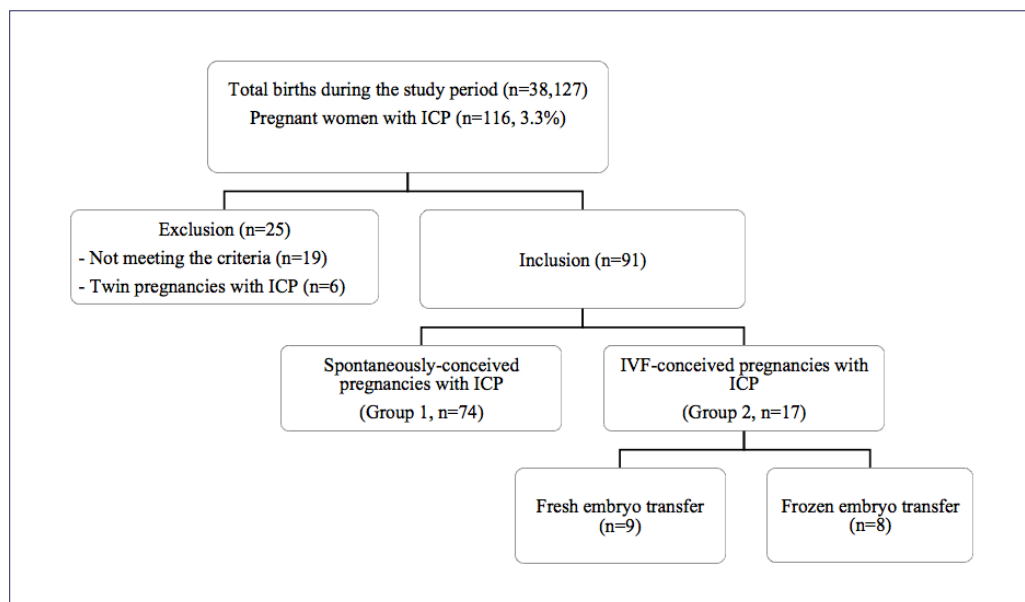 Total births during the study period (n=38,127)
Pregnant women with ICP (n=116, 3.3%)
Exclusion (n=25)
- Not meeting the criteria (n=19)
- Twin pregnancies with ICP (n=6)
Inclusion (n=91)
Spontaneously-conceived
pregnancies with ICP
(Group 1, n=74)
IVF-conceived pregnancies with
ICP
(Group 2, n=17)
Fresh embryo transfer
(n=9)
Frozen embryo transfer
(n=8)